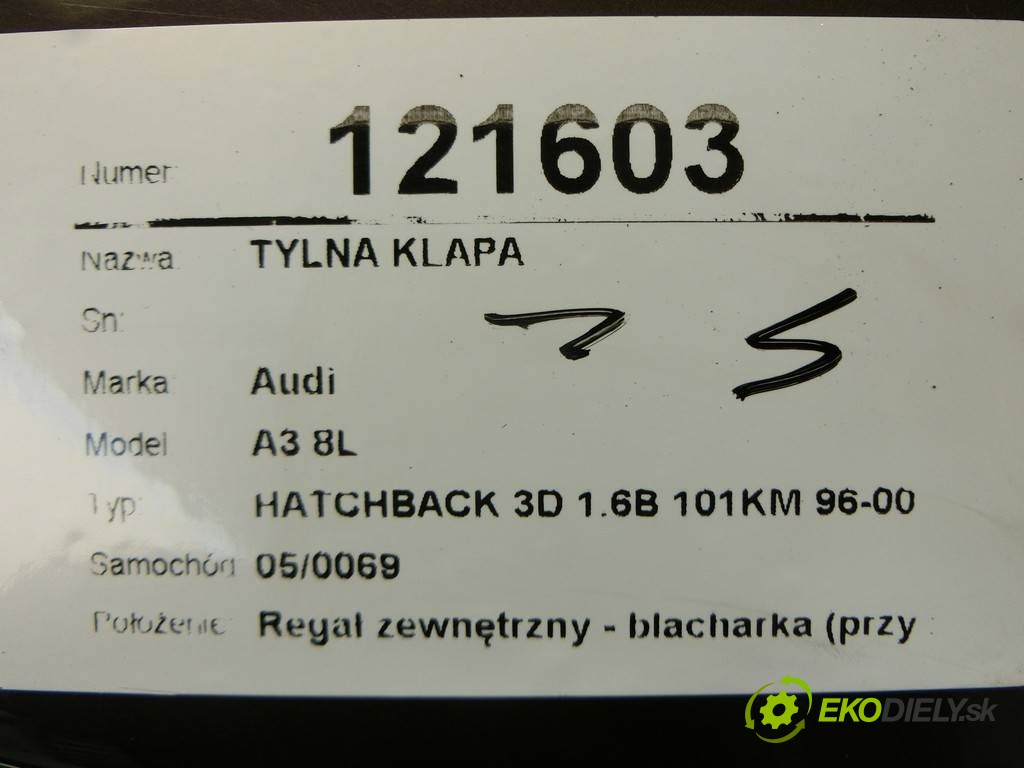 Numer: 121603
Nazwa: TYLNA KLAPA
Sn:
Marka: Audi
Model A3 8L
Typ: HATCHBACK 3D 1.6B 101KM 96-00
Samochód 05/0069
Położenie: Regał zewnętrzny - blacharka (przy
EKODIELY.sk